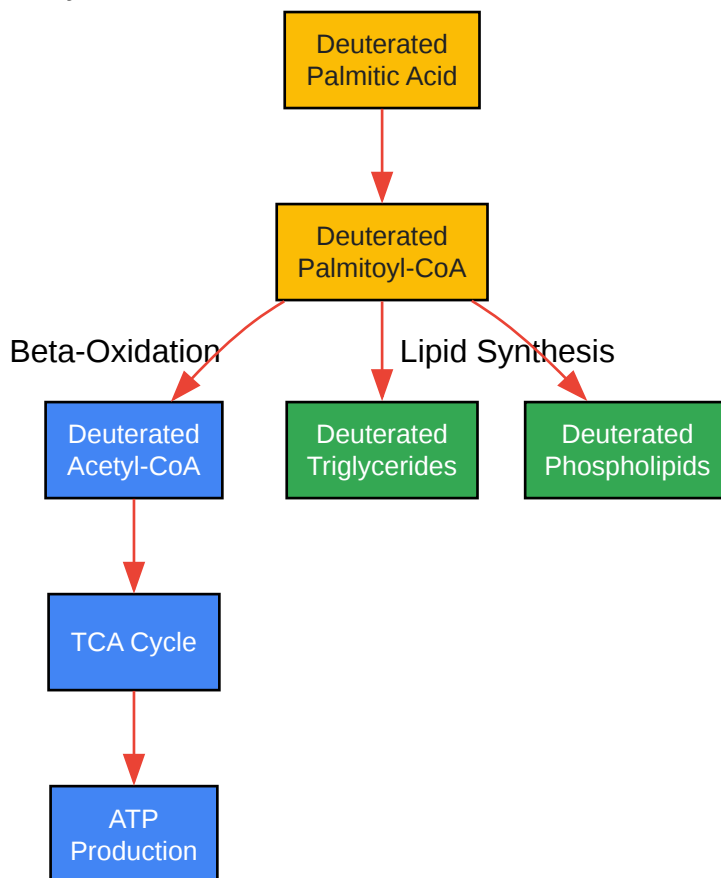 Deuterated
Palmitic Acid
Deuterated
Palmitoyl-CoA
Beta-Oxidation
Lipid Synthesis
Deuterated
Acetyl-CoA
Deuterated
Triglycerides
Deuterated
Phospholipids
TCA Cycle
ATP
Production